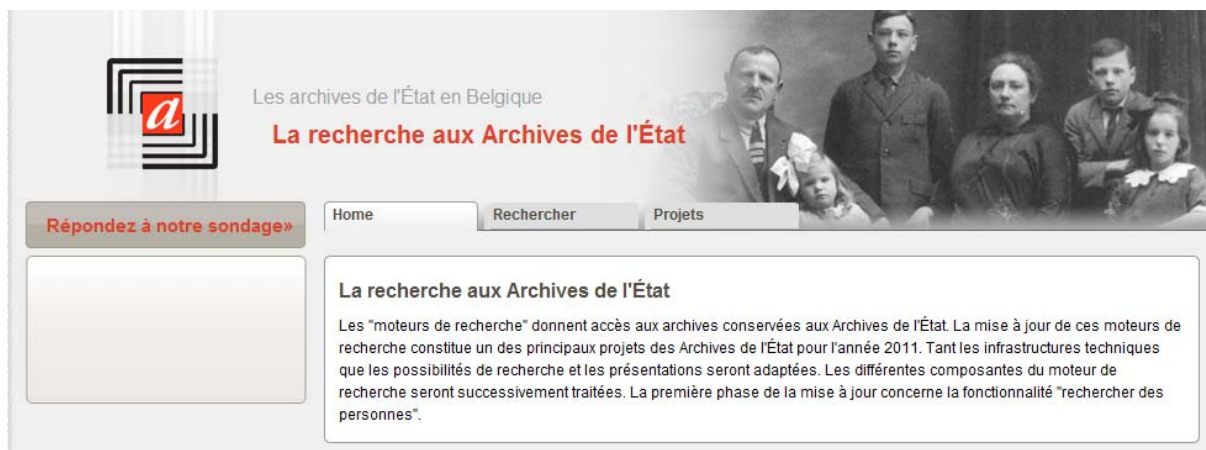 a
Les archives de l'État en Belgique
La recherche aux Archives de l'État
Répondez à notre sondage»
Home
Rechercher
Projets
La recherche aux Archives de l'État
Les "moteurs de recherche" donnent accès aux archives conservées aux Archives de l'État. La mise à jour de ces moteurs de
recherche constitue un des principaux projets des Archives de l'État pour l'année 2011. Tant les infrastructures techniques
que les possibilités de recherche et les présentations seront adaptées. Les différentes composantes du moteur de
recherche seront successivement traitées. La première phase de la mise à jour concerne la fonctionnalité "rechercher des
personnes".